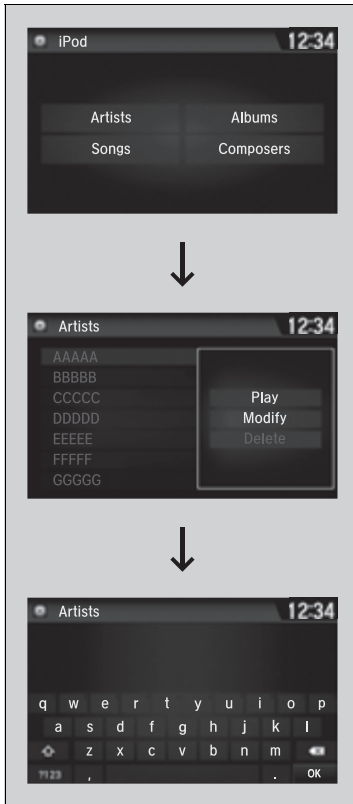 iPod 12:34
Artists Albums
Songs Composers
Artists 12:34
AAAAA
BBBBB
CCCCC Play
DDDDD Modify
EEEEE Delete
FFFFF
GGGGG
Artists 12:34
q w e r t y u i o p
a s d f g h j k l
z x c v b n m
?123 , . OK